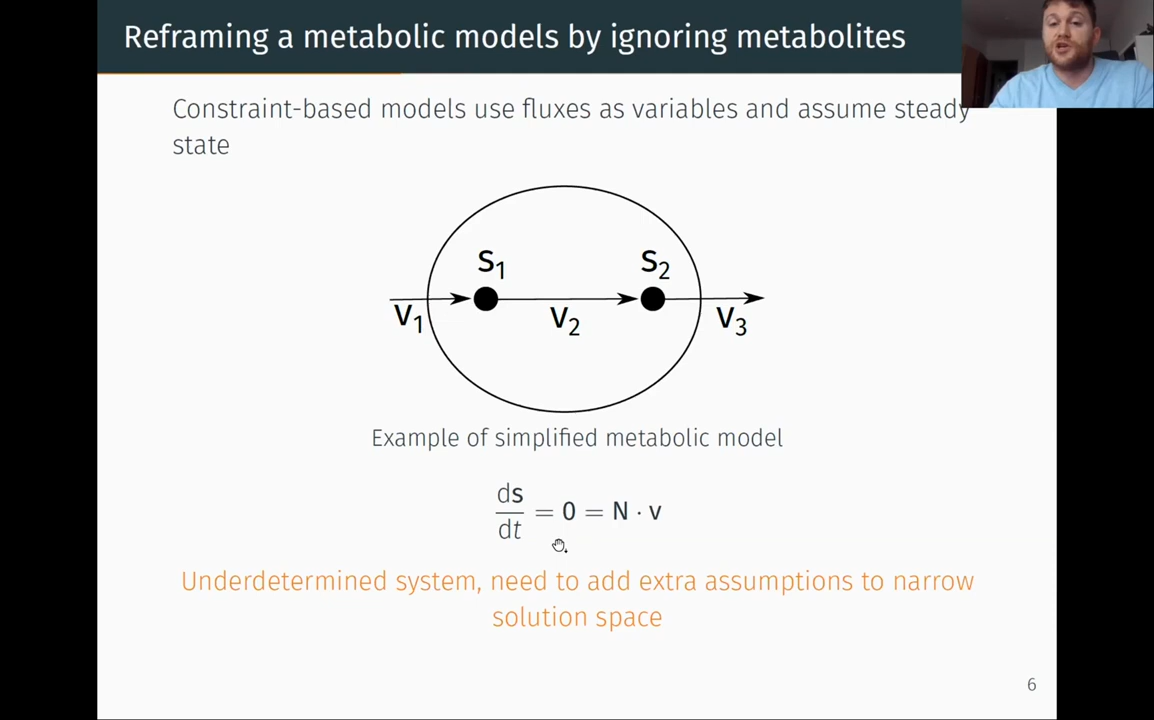 Reframing a metabolic models by ignoring metabolites
Constraint-based models use fluxes as variables and assume steady
state
S₁ S₂
V₁ V₂ V₃
Example of simplified metabolic model
ds/dt = 0 = N · v
Underdetermined system, need to add extra assumptions to narrow
solution space
6